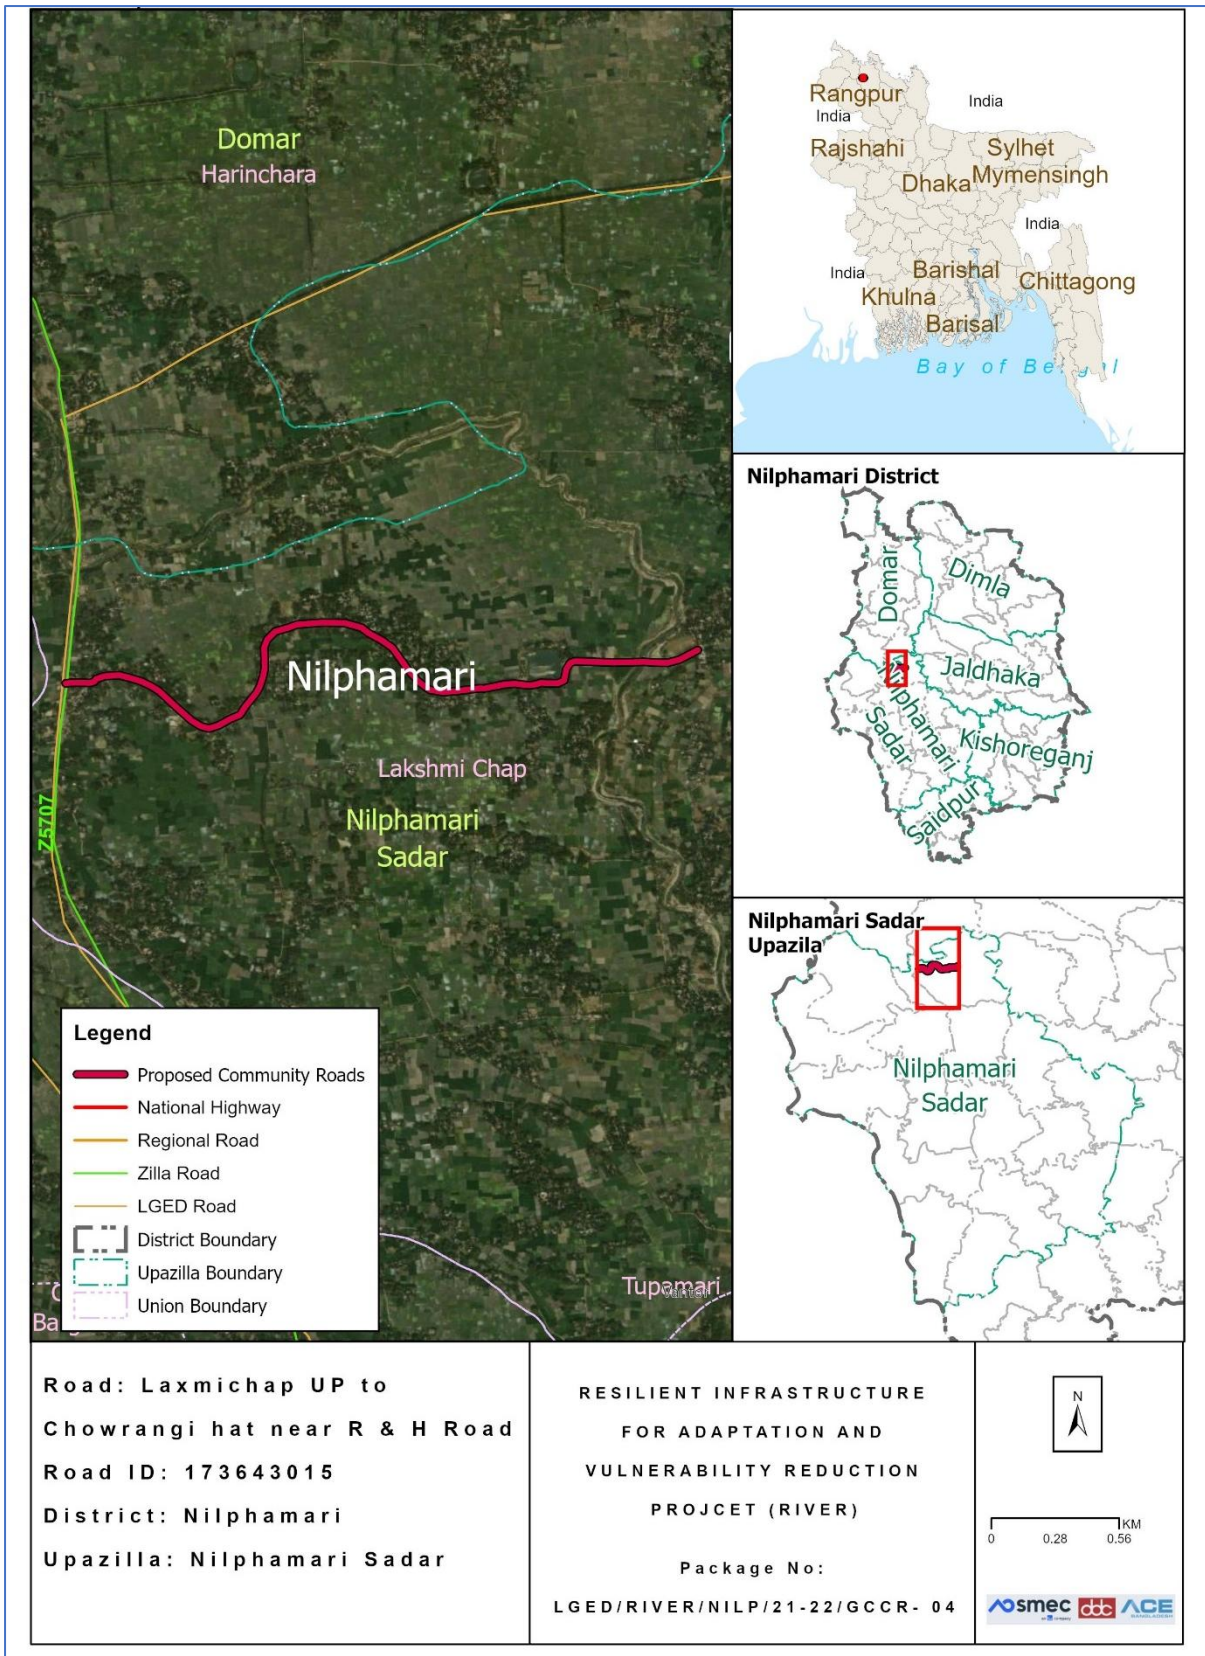 Domar
Harinchara
Nilphamari
Lakshmi Chap
Nilphamari
Sadar
Z5707
Tupamari
Legend
Proposed Community Roads
National Highway
Regional Road
Zilla Road
LGED Road
District Boundary
Upazilla Boundary
Union Boundary
Rangpur
India
India
Rajshahi
Sylhet
Dhaka
Mymensingh
India
India
Barishal
Chittagong
Khulna
Barisal
Bay of Bengal
Nilphamari District
Domar
Dimla
Jaldhaka
Nilphamari
Sadar
Kishoreganj
Saidpur
Nilphamari Sadar
Upazila
Nilphamari
Sadar
Road: Laxmichap UP to
Chowrangi hat near R & H Road
Road ID: 173643015
District: Nilphamari
Upazilla: Nilphamari Sadar
RESILIENT INFRASTRUCTURE
FOR ADAPTATION AND
VULNERABILITY REDUCTION
PROJCET (RIVER)
Package No:
LGED/RIVER/NILP/21-22/GCCR- 04
N
KM
0 0.28 0.56
smec
ddc
ACE
BANGLADESH